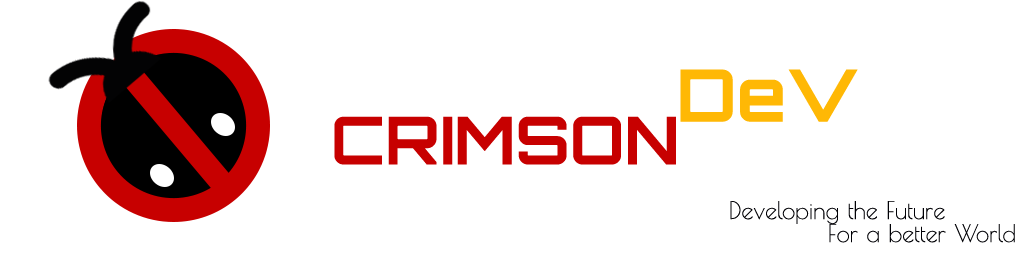 CRIMSON DeV
Developing the Future
For a better World